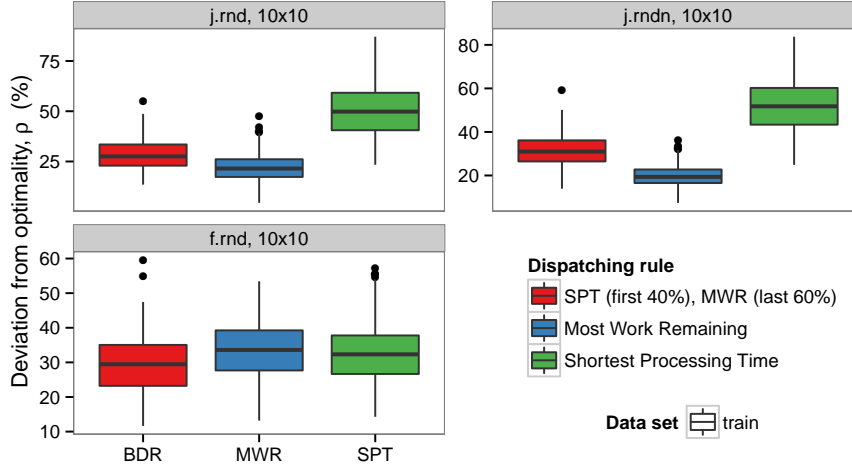 j.rnd, 10x10
j.rndn, 10x10
Deviation from optimality, ρ (%)
75
50
25
80
60
40
20
f.rnd, 10x10
60
50
40
30
20
10
BDR MWR SPT
Dispatching rule
SPT (first 40%), MWR (last 60%)
Most Work Remaining
Shortest Processing Time
Data set train